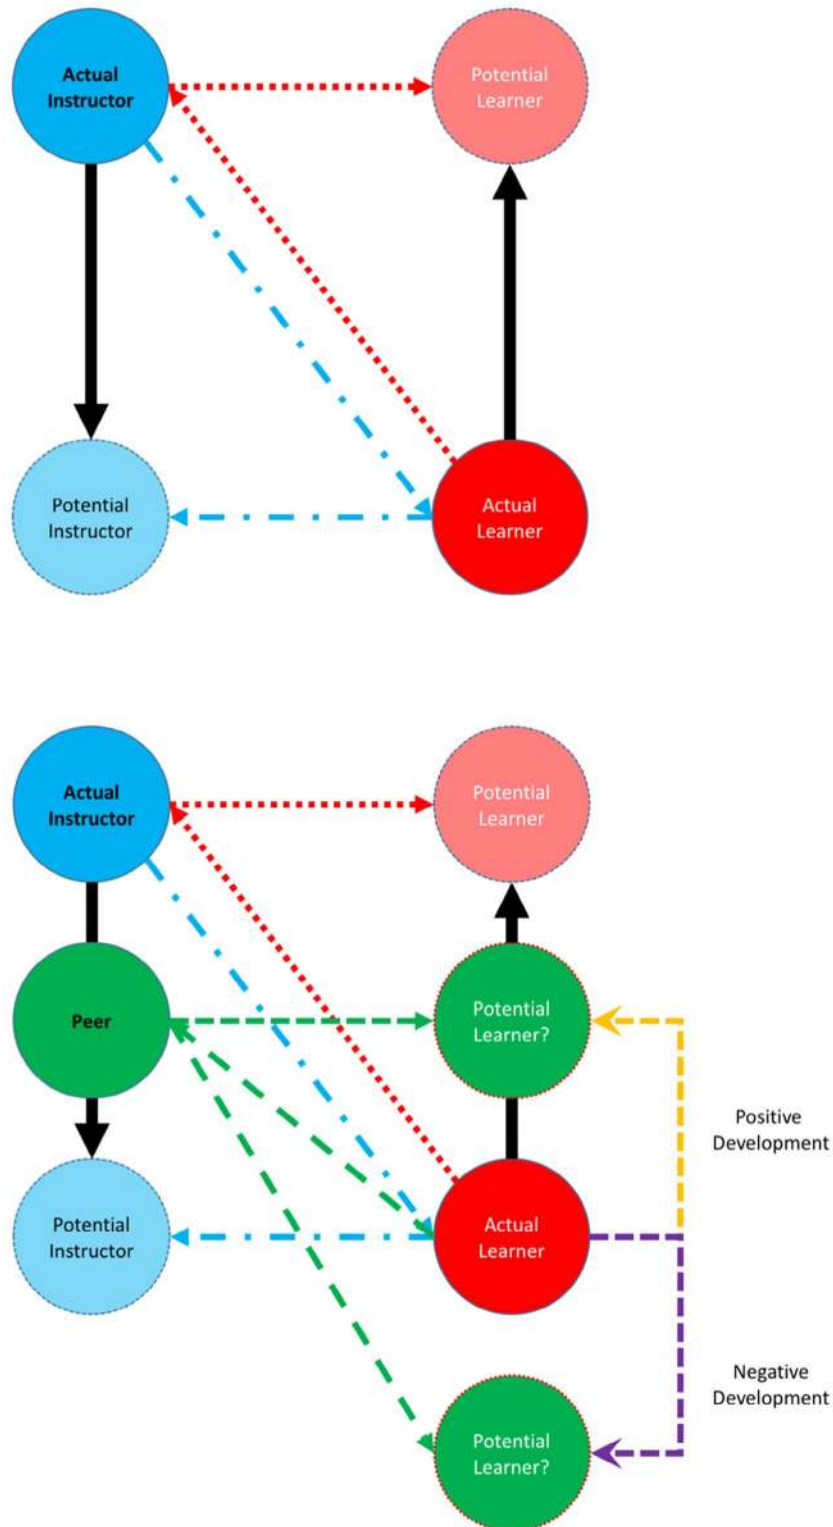 Actual
Instructor
Potential
Learner
Potential
Instructor
Actual
Learner
Actual
Instructor
Potential
Learner
Peer
Potential
Learner?
Positive
Development
Potential
Instructor
Actual
Learner
Negative
Development
Potential
Learner?